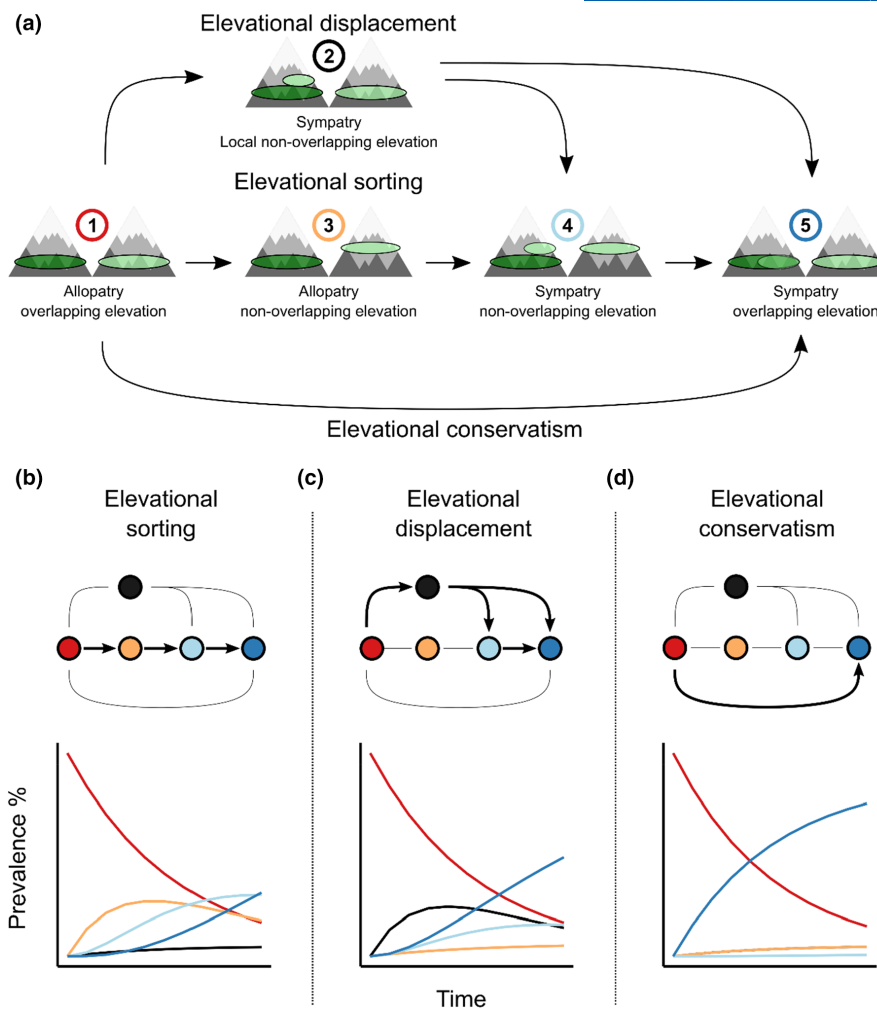 (a)
Elevational displacement
2
Sympatry
Local non-overlapping elevation
Elevational sorting
1
3
4
5
Allopatry
overlapping elevation
Allopatry
non-overlapping elevation
Sympatry
non-overlapping elevation
Sympatry
overlapping elevation
Elevational conservatism
(b)
Elevational
sorting
(c)
Elevational
displacement
(d)
Elevational
conservatism
Prevalence %
Time